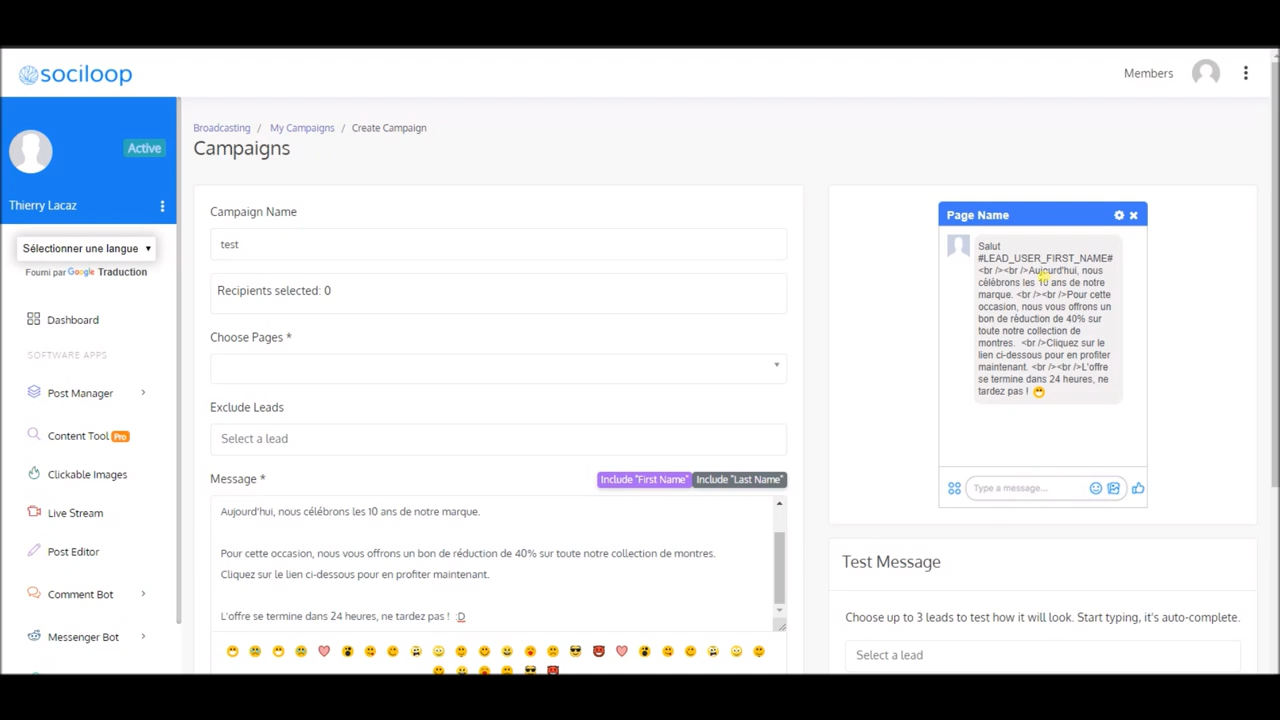 sociloop
Members
Active
Thierry Lacaz
Sélectionner une langue
Fourni par Google Traduction
Dashboard
SOFTWARE APPS
Post Manager
Content Tool Pro
Clickable Images
Live Stream
Post Editor
Comment Bot
Messenger Bot
Broadcasting / My Campaigns / Create Campaign
Campaigns
Campaign Name
test
Recipients selected: 0
Choose Pages *
Exclude Leads
Select a lead
Message *
Include "First Name" Include "Last Name"
Aujourd'hui, nous célébrons les 10 ans de notre marque.
Pour cette occasion, nous vous offrons un bon de réduction de 40% sur toute notre collection de montres.
Cliquez sur le lien ci-dessous pour en profiter maintenant.
L'offre se termine dans 24 heures, ne tardez pas ! :D
Page Name
Salut
#LEAD_USER_FIRST_NAME#
<br /><br />Aujourd'hui, nous
célébrons les 10 ans de notre
marque. <br /><br />Pour cette
occasion, nous vous offrons un
bon de réduction de 40% sur
toute notre collection de
montres. <br />Cliquez sur le
lien ci-dessous pour en profiter
maintenant. <br /><br />L'offre
se termine dans 24 heures, ne
tardez pas !
Type a message...
Test Message
Choose up to 3 leads to test how it will look. Start typing, it's auto-complete.
Select a lead